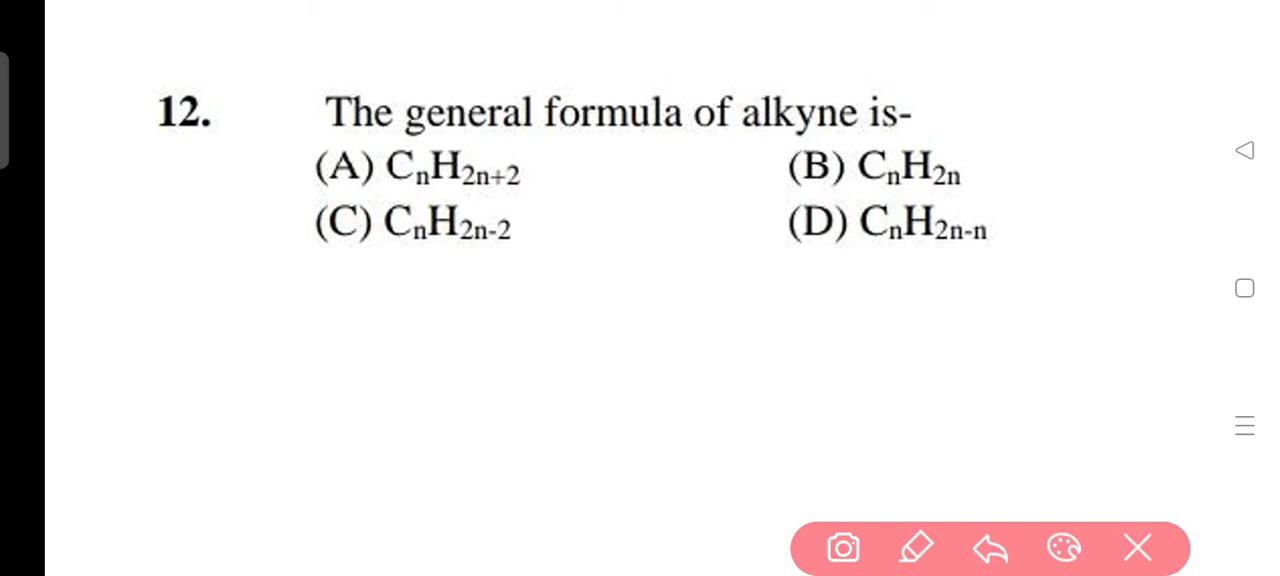 12. The general formula of alkyne is-
(A) CₙH₂ₙ₊₂ (B) CₙH₂ₙ
(C) CₙH₂ₙ₋₂ (D) CₙH₂ₙ₋ₙ